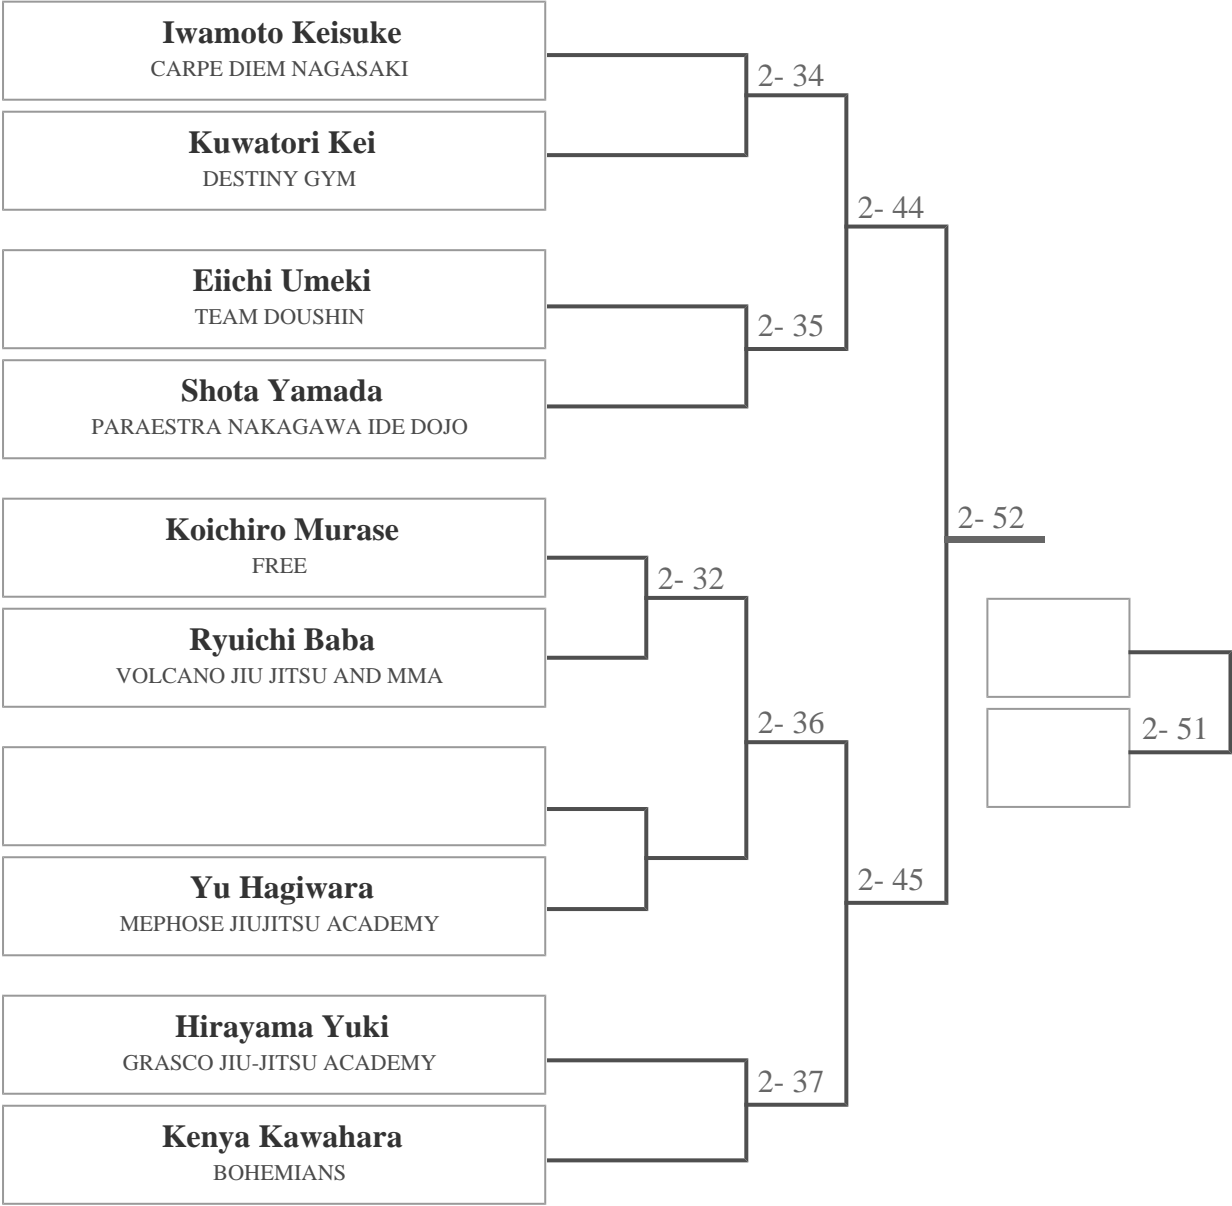 Iwamoto Keisuke
CARPE DIEM NAGASAKI
2- 34
Kuwatori Kei
DESTINY GYM
2- 44
Eiichi Umeki
TEAM DOUSHIN
2- 35
Shota Yamada
PARAESTRA NAKAGAWA IDE DOJO
2- 52
Koichiro Murase
FREE
2- 32
Ryuichi Baba
VOLCANO JIU JITSU AND MMA
2- 36
2- 51
Yu Hagiwara
MEPHOSE JIUJITSU ACADEMY
2- 45
Hirayama Yuki
GRASCO JIU-JITSU ACADEMY
2- 37
Kenya Kawahara
BOHEMIANS